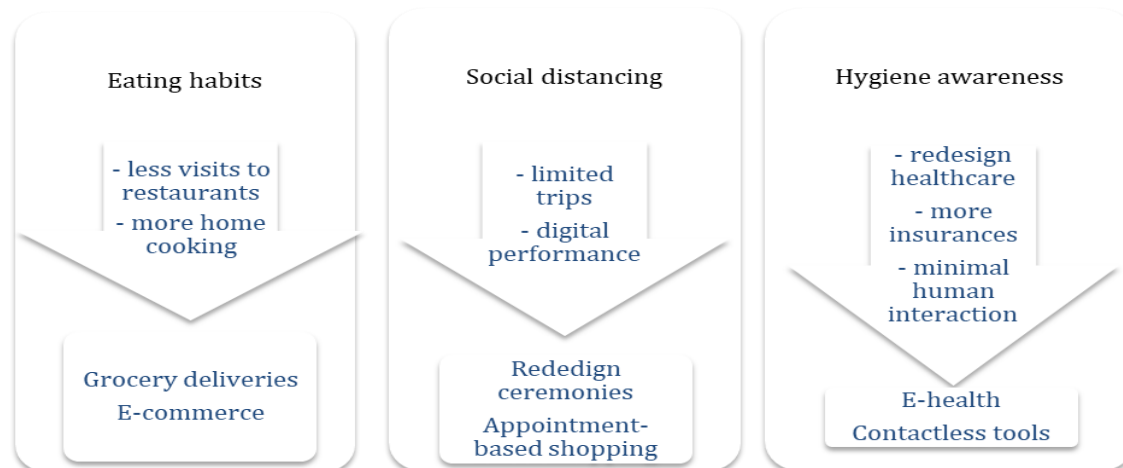 Eating habits
- less visits to
restaurants
- more home
cooking
Grocery deliveries
E-commerce
Social distancing
- limited
trips
- digital
performance
Rededign
ceremonies
Appointment-
based shopping
Hygiene awareness
- redesign
healthcare
- more
insurances
- minimal
human
interaction
E-health
Contactless tools